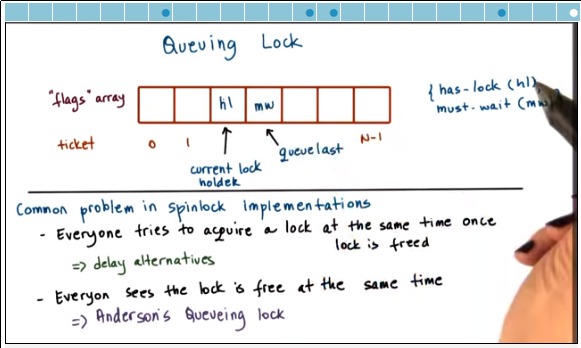 Queuing Lock
"flags" array
hl
mw
{ has-lock (hl),
must-wait (mw)
ticket
0
1
N-1
current lock
holdek
queuelast
Common problem in spinlock implementations
- Everyone tries to acquire a lock at the same time once
lock is freed
=> delay alternatives
- Everyon sees the lock is free at the same time
=> Anderson's Queueing lock